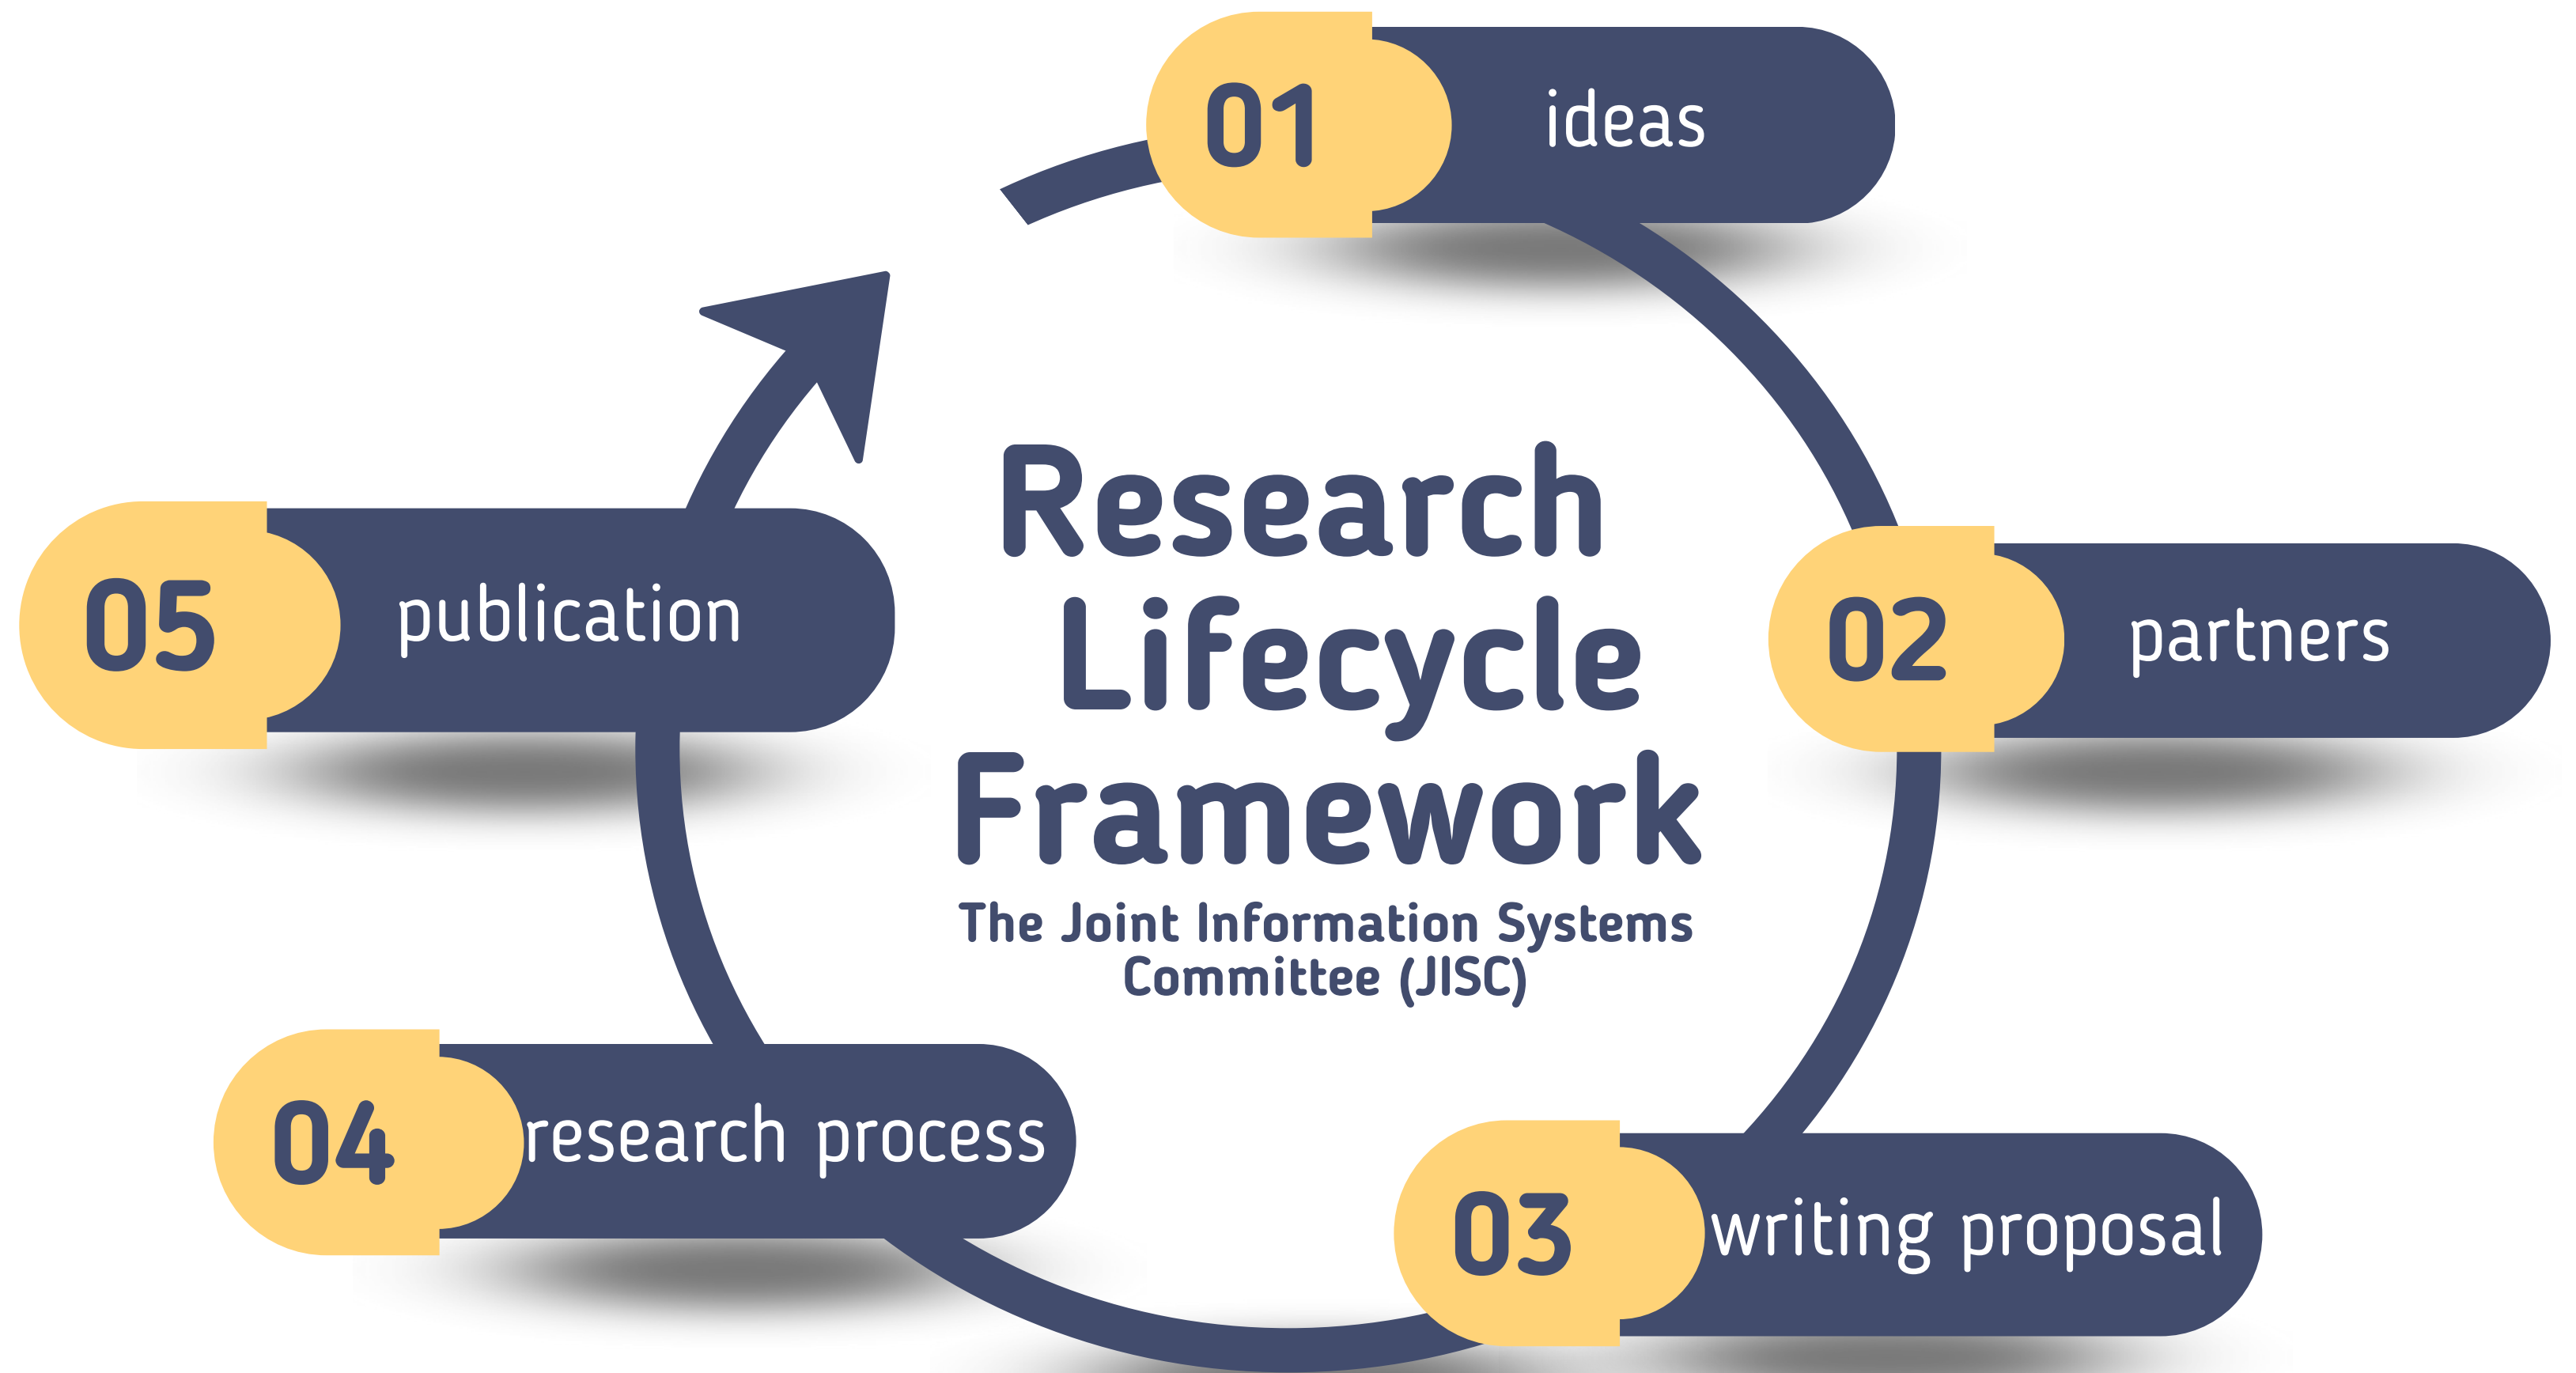 01
ideas
Research
Lifecycle
Framework
The Joint Information Systems
Committee (JISC)
02
partners
03
writing proposal
04
research process
05
publication